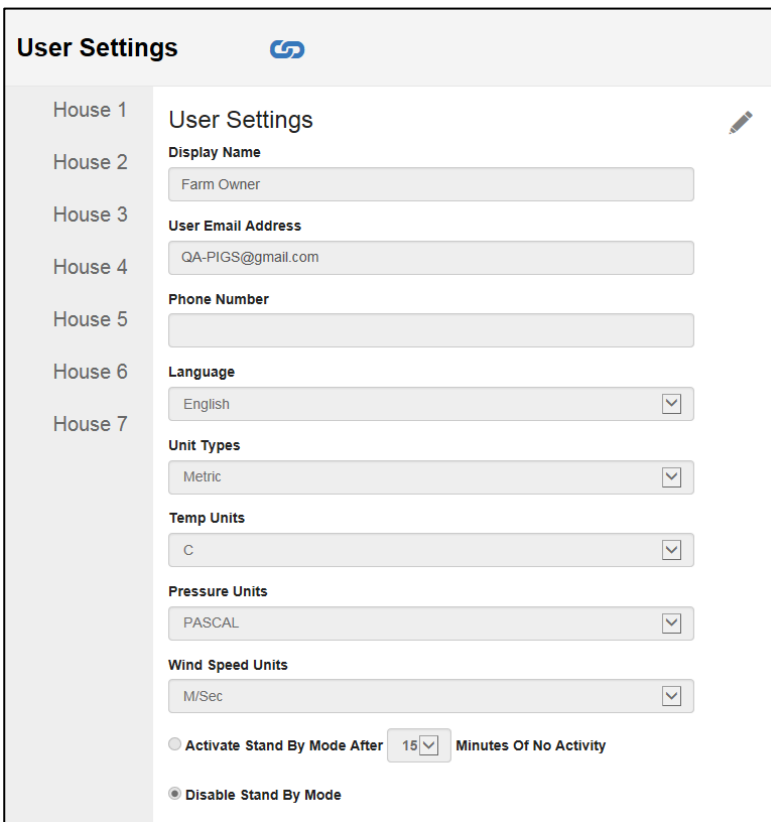 User Settings
House 1
House 2
House 3
House 4
House 5
House 6
House 7
User Settings
Display Name
Farm Owner
User Email Address
QA-PIGS@gmail.com
Phone Number
Language
English
Unit Types
Metric
Temp Units
C
Pressure Units
PASCAL
Wind Speed Units
M/Sec
Activate Stand By Mode After 15 Minutes Of No Activity
Disable Stand By Mode